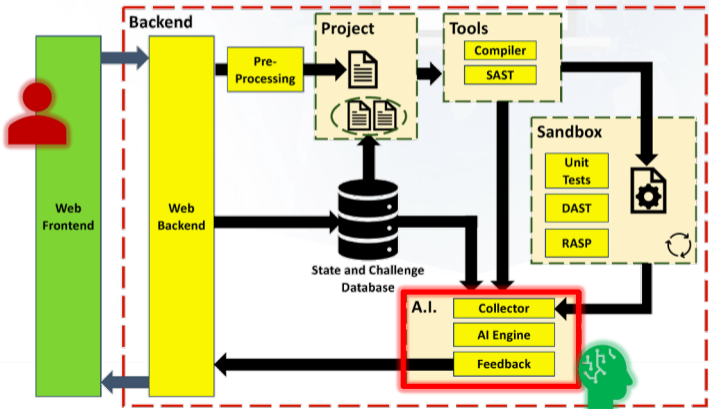 Backend
Project
Tools
Compiler
SAST
Pre-
Processing
Sandbox
Unit
Tests
DAST
RASP
Web
Frontend
Web
Backend
State and Challenge
Database
A.I.
Collector
AI Engine
Feedback